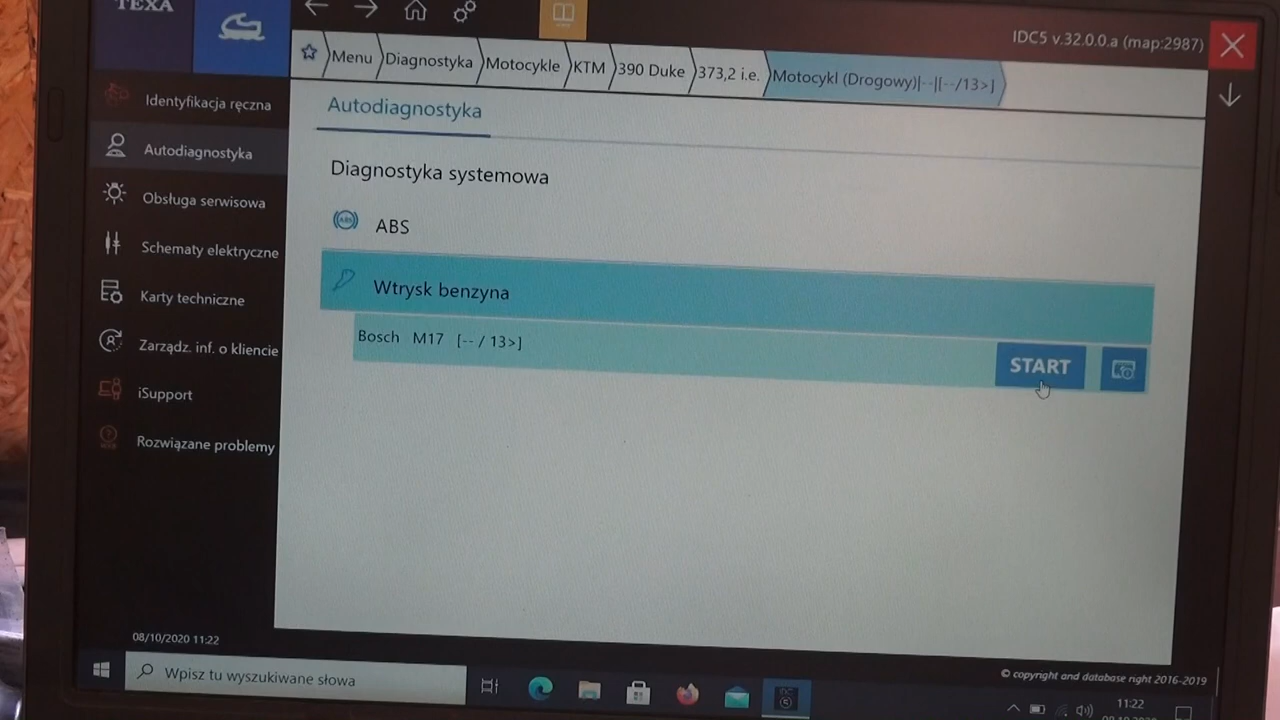 TEXA
IDC5 v.32.0.0.a (map:2987)
Menu Diagnostyka Motocykle KTM 390 Duke 373,2 i.e. Motocykl (Drogowy)|--|[--/13>]
Identyfikacja ręczna
Autodiagnostyka
Obsługa serwisowa
Schematy elektryczne
Karty techniczne
Zarządz. inf. o kliencie
iSupport
Rozwiązane problemy
Autodiagnostyka
Diagnostyka systemowa
ABS
Wtrysk benzyna
Bosch M17 [-- / 13>]
START
08/10/2020 11:22
© copyright and database right 2016-2019
Wpisz tu wyszukiwane słowa
11:22